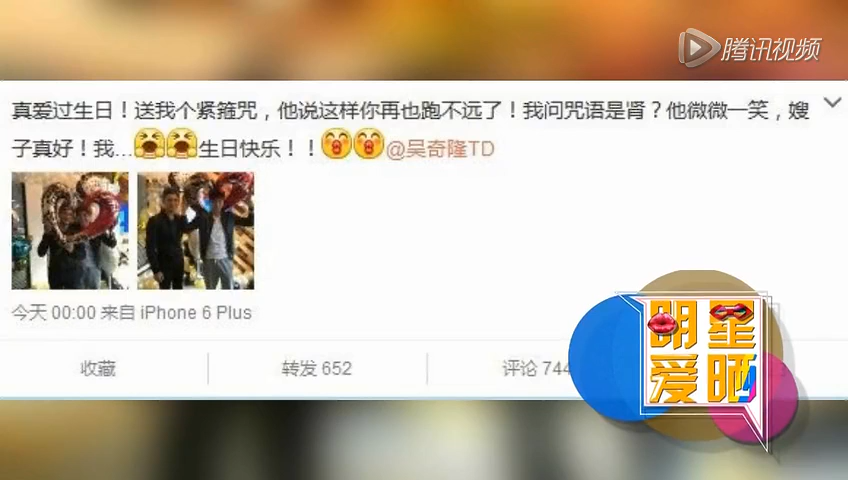 腾讯视频
真爱过生日！送我个紧箍咒，他说这样你再也跑不远了！我问咒语是肾？他微微一笑，嫂
子真好！我...生日快乐！！@吴奇隆TD
今天 00:00 来自 iPhone 6 Plus
收藏 转发 652 评论 744
明星
爱晒